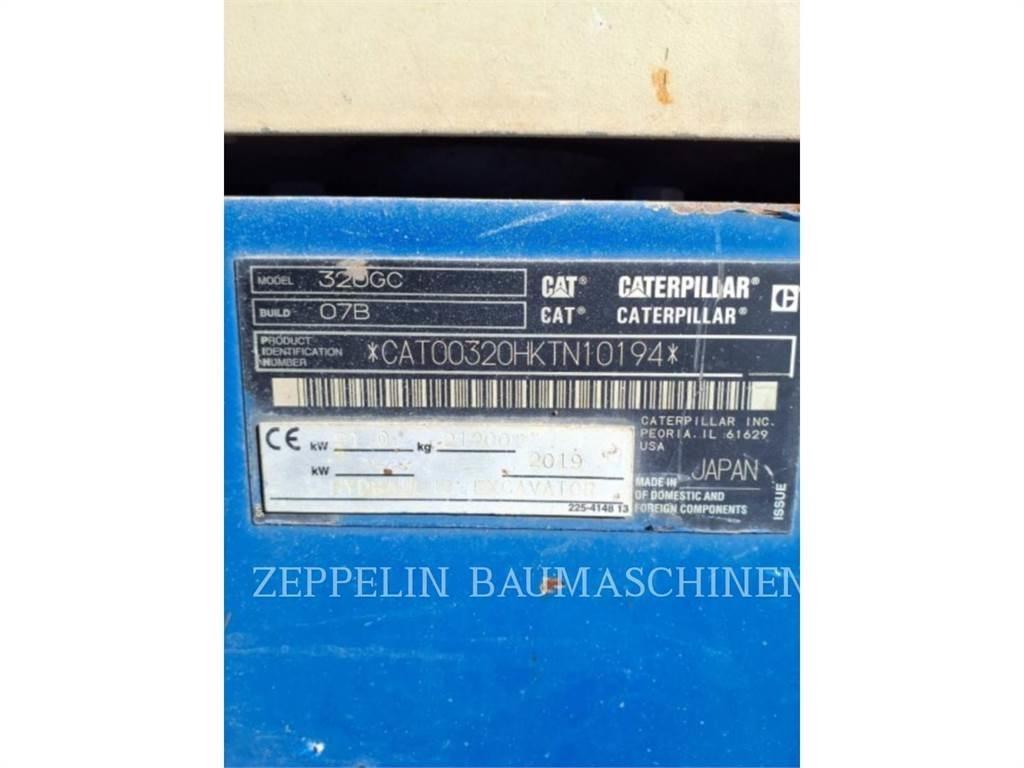 MODEL 320GC
BUILD 07B
CAT® CATERPILLAR®
CAT® CATERPILLAR®
PRODUCT
IDENTIFICATION
NUMBER
*CAT00320HKTN10194*
CATERPILLAR INC.
PEORIA. IL 61629
USA
CE kW kg
kW 2019
EXCAVATOR
225-4148 13
MADE IN JAPAN
OF DOMESTIC AND
FOREIGN COMPONENTS
ISSUE
ZEPPELIN BAUMASCHINEN